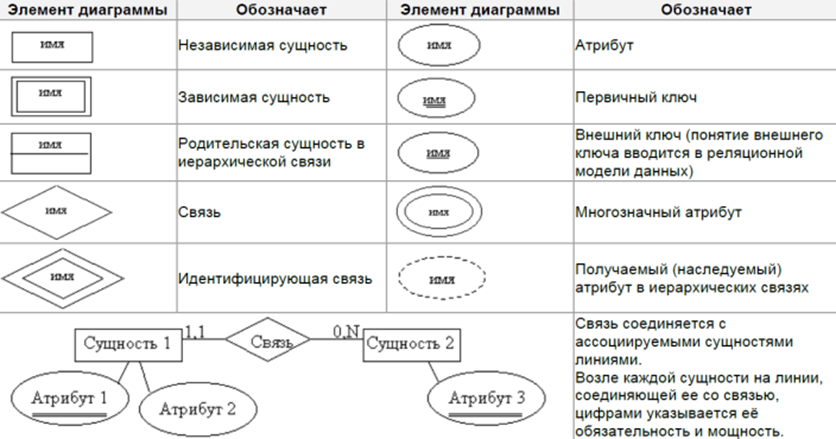 Элемент диаграммы Обозначает Элемент диаграммы Обозначает
имя Независимая сущность имя Атрибут
имя Зависимая сущность имя Первичный ключ
имя Родительская сущность в иерархической связи имя Внешний ключ (понятие внешнего
ключа вводится в реляционной
модели данных)
имя Связь имя Многозначный атрибут
имя Идентифицирующая связь имя Получаемый (наследуемый)
атрибут в иерархических связях
Сущность 1 1,1 Связь 0,N Сущность 2
Атрибут 1 Атрибут 2 Атрибут 3
Связь соединяется с
ассоциируемыми сущностями
линиями.
Возле каждой сущности на линии,
соединяющей ее со связью,
цифрами указывается её
обязательность и мощность.